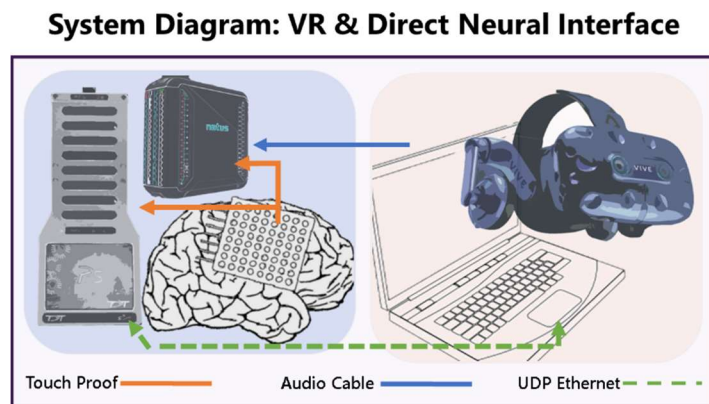 System Diagram: VR & Direct Neural Interface
natus
VIVE
Touch Proof
Audio Cable
UDP Ethernet